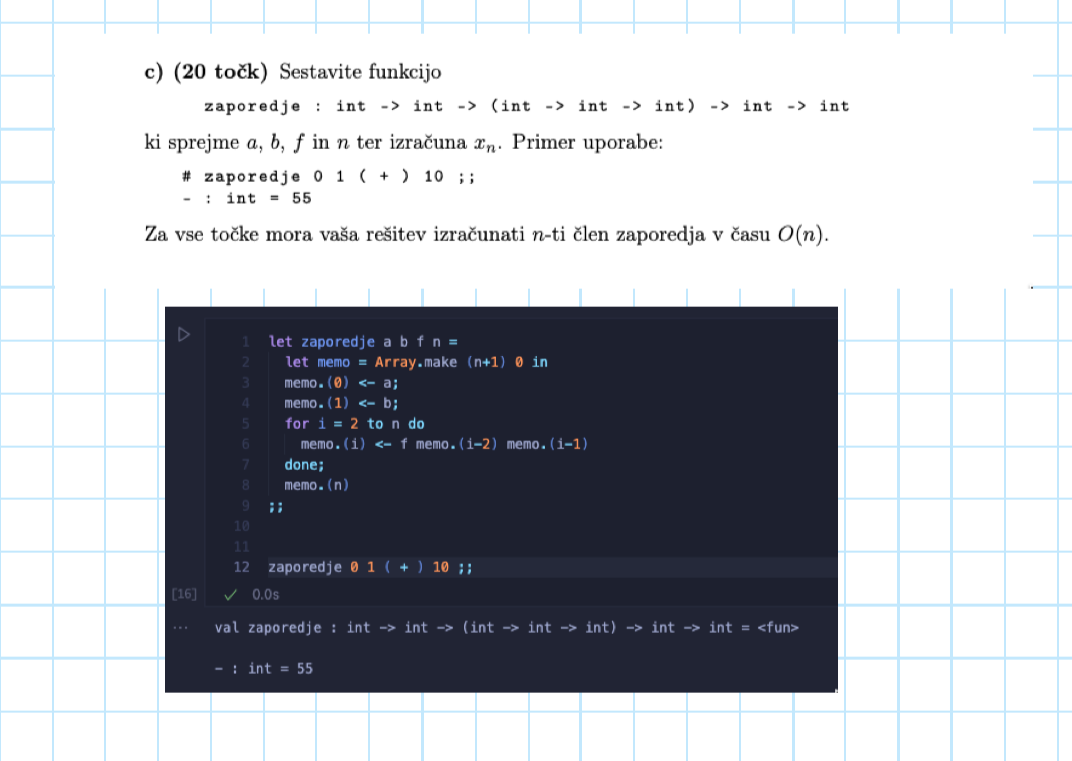 c) (20 točk) Sestavite funkcijo
zaporedje : int -> int -> (int -> int -> int) -> int -> int
ki sprejme a, b, f in n ter izračuna xₙ. Primer uporabe:
# zaporedje 0 1 ( + ) 10 ;;
- : int = 55
Za vse točke mora vaša rešitev izračunati n-ti člen zaporedja v času O(n).
1 let zaporedje a b f n =
2 let memo = Array.make (n+1) 0 in
3 memo.(0) <- a;
4 memo.(1) <- b;
5 for i = 2 to n do
6 memo.(i) <- f memo.(i-2) memo.(i-1)
7 done;
8 memo.(n)
9 ;;
10
11
12 zaporedje 0 1 ( + ) 10 ;;
[16] ✓ 0.0s
... val zaporedje : int -> int -> (int -> int -> int) -> int -> int = <fun>
- : int = 55